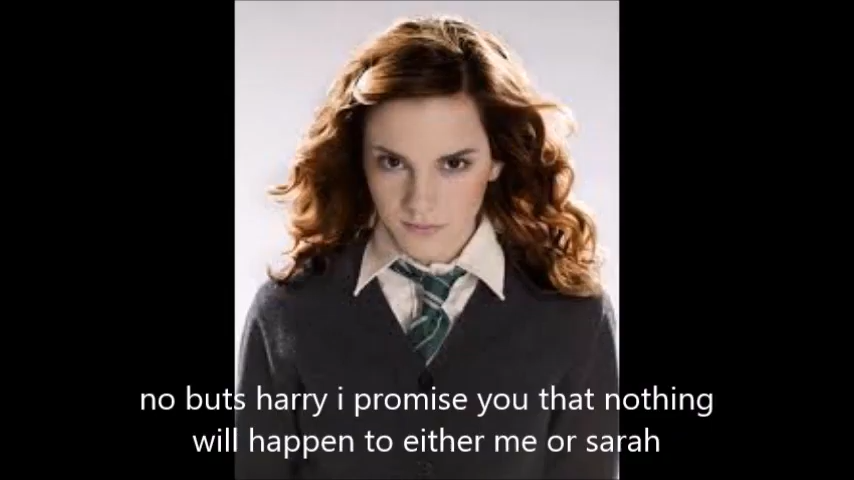 no buts harry i promise you that nothing
will happen to either me or sarah